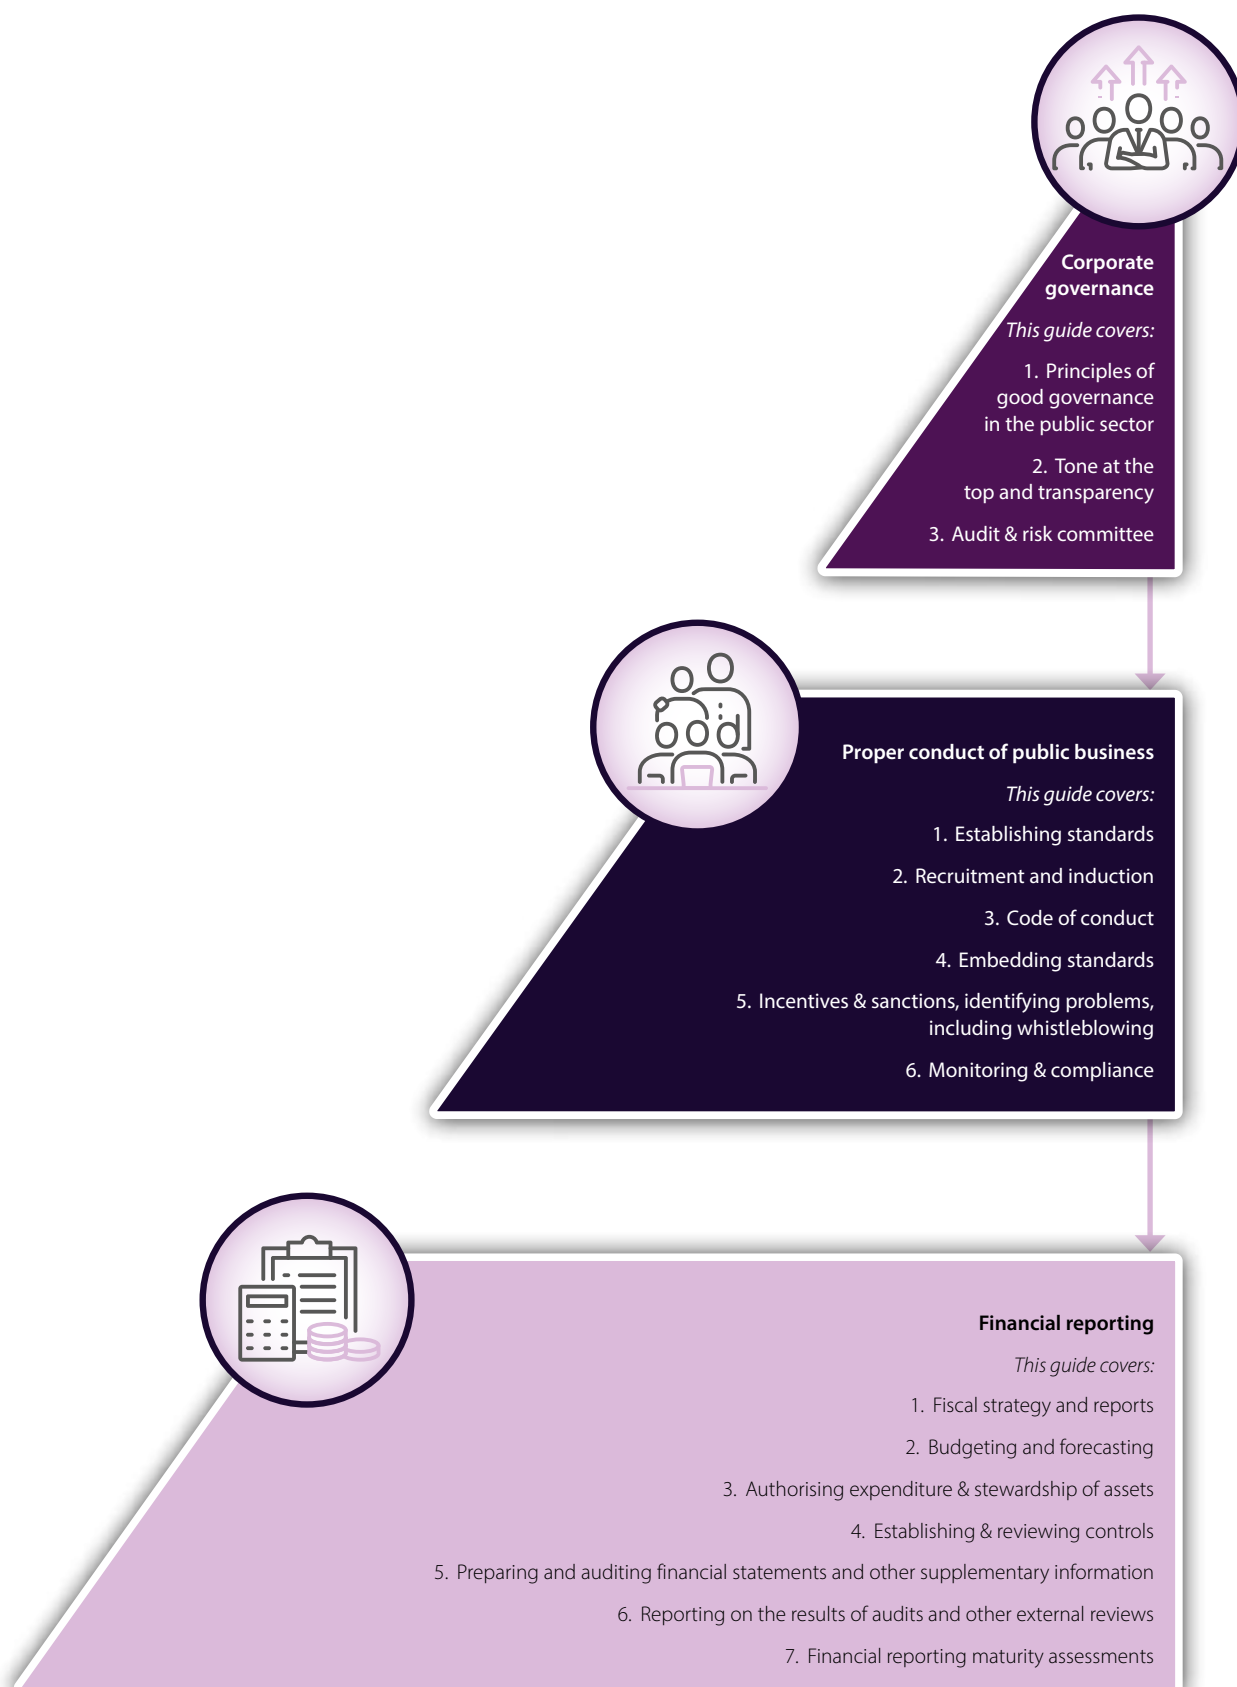 Corporate
governance
This guide covers:
1. Principles of
good governance
in the public sector
2. Tone at the
top and transparency
3. Audit & risk committee
Proper conduct of public business
This guide covers:
1. Establishing standards
2. Recruitment and induction
3. Code of conduct
4. Embedding standards
5. Incentives & sanctions, identifying problems,
including whistleblowing
6. Monitoring & compliance
Financial reporting
This guide covers:
1. Fiscal strategy and reports
2. Budgeting and forecasting
3. Authorising expenditure & stewardship of assets
4. Establishing & reviewing controls
5. Preparing and auditing financial statements and other supplementary information
6. Reporting on the results of audits and other external reviews
7. Financial reporting maturity assessments